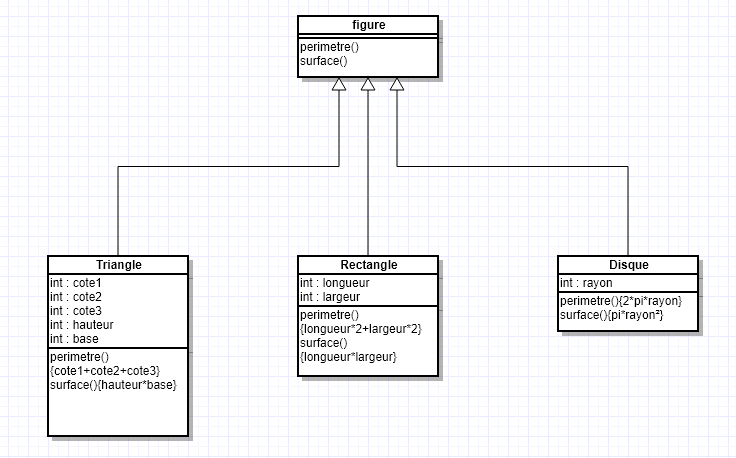 figure
perimetre()
surface()
Triangle
int : cote1
int : cote2
int : cote3
int : hauteur
int : base
perimetre()
{cote1+cote2+cote3}
surface(){hauteur*base}
Rectangle
int : longueur
int : largeur
perimetre()
{longueur*2+largeur*2}
surface()
{longueur*largeur}
Disque
int : rayon
perimetre(){2*pi*rayon}
surface(){pi*rayon²}